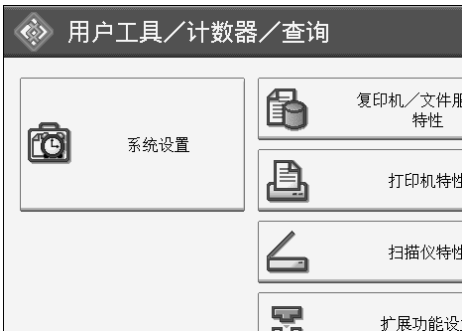 用户工具／计数器／查询
系统设置
复印机／文件服
特性
打印机特性
扫描仪特性
扩展功能设